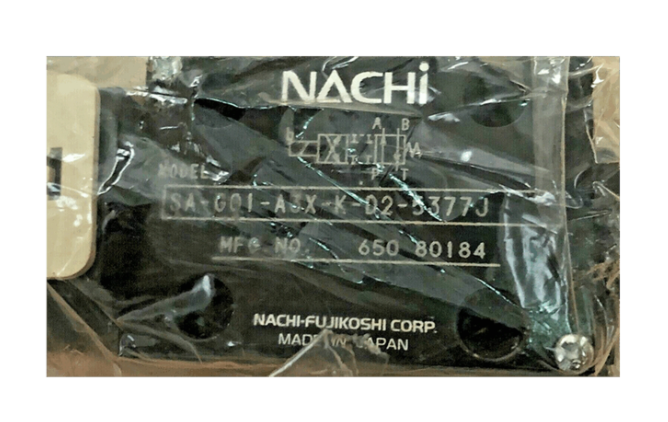 NACHi
A B
P T
MODEL
SA-G01-A3X-K-D2-5377J
MFG NO. 650 80184
NACHI-FUJIKOSHI CORP.
MADE IN JAPAN